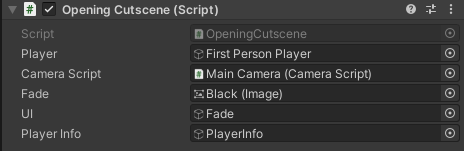 Opening Cutscene (Script)
Script OpeningCutscene
Player First Person Player
Camera Script Main Camera (Camera Script)
Fade Black (Image)
UI Fade
Player Info PlayerInfo